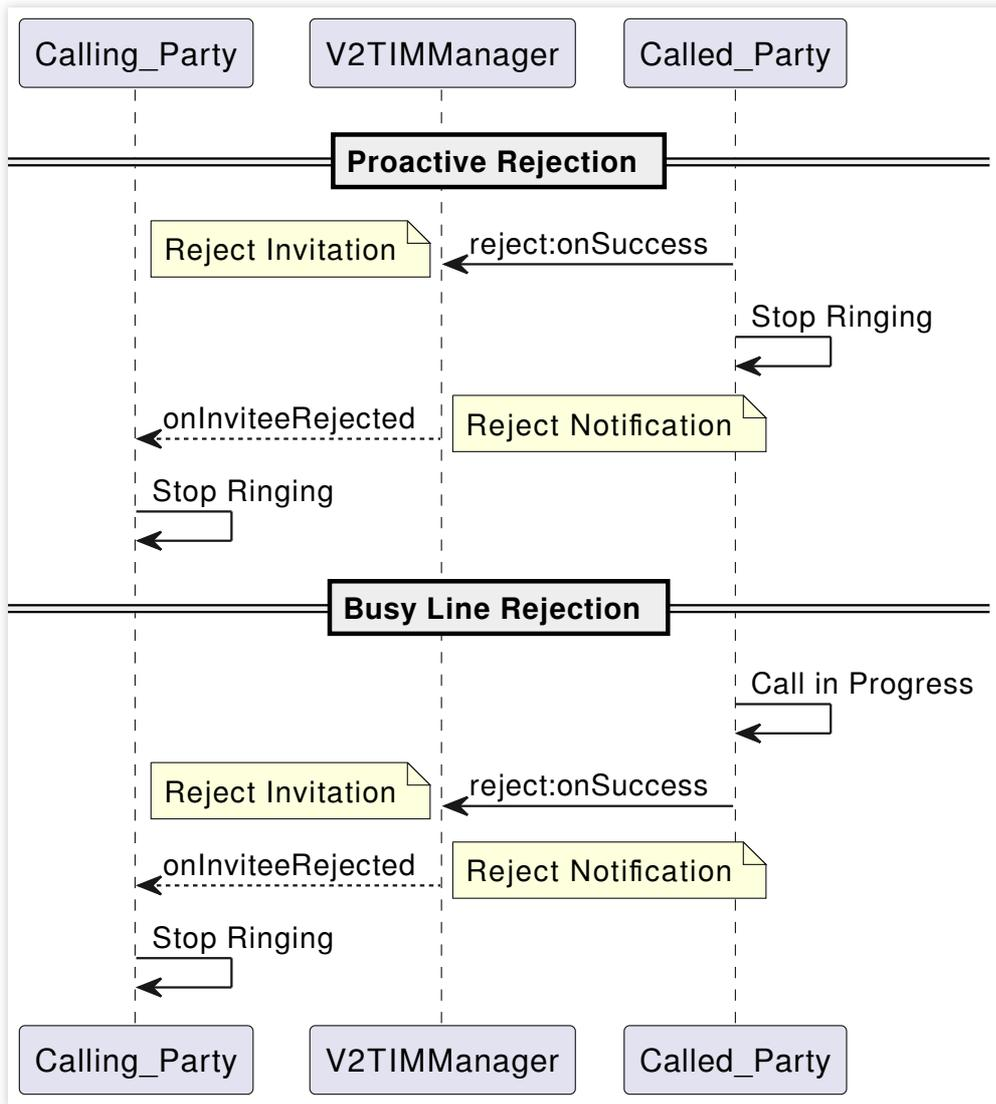 Calling_Party
V2TIMManager
Called_Party
Proactive Rejection
Reject Invitation
reject:onSuccess
Stop Ringing
onInviteeRejected
Reject Notification
Stop Ringing
Busy Line Rejection
Call in Progress
Reject Invitation
reject:onSuccess
onInviteeRejected
Reject Notification
Stop Ringing
Calling_Party
V2TIMManager
Called_Party